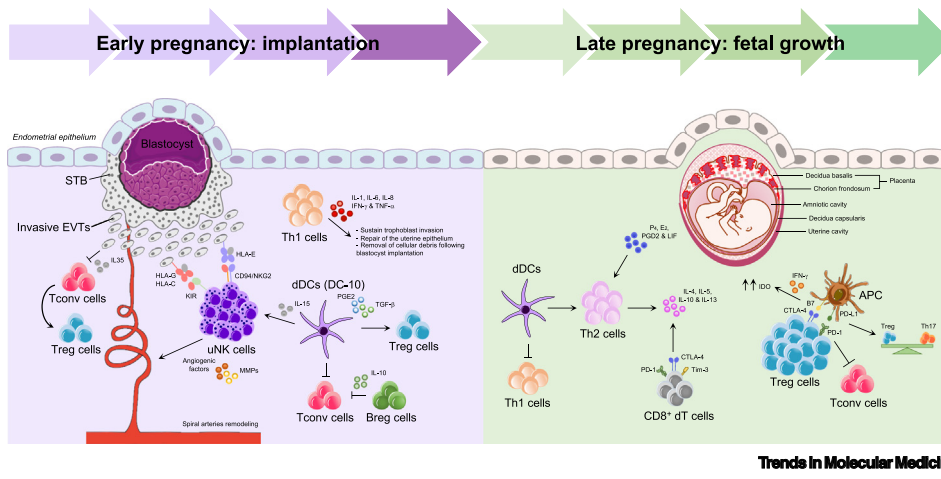 Early pregnancy: implantation
Late pregnancy: fetal growth
Endometrial epithelium
Blastocyst
STB
Invasive EVTs
IL35
Tconv cells
Treg cells
HLA-G
HLA-C
KIR
HLA-E
CD94/NKG2
uNK cells
Angiogenic
factors
MMPs
Spiral arteries remodeling
Th1 cells
IL-1, IL-6, IL-8
IFN-γ & TNF-α
- Sustain trophoblast invasion
- Repair of the uterine epithelium
- Removal of cellular debris following
blastocyst implantation
dDCs (DC-10)
IL-15
PGE2
TGF-β
Treg cells
IL-10
Tconv cells
Breg cells
dDCs
Th1 cells
P₄, E₂,
PGD2 & LIF
Th2 cells
IL-4, IL-5,
IL-10 & IL-13
CTLA-4
PD-1
Tim-3
CD8⁺ dT cells
Decidua basalis
Chorion frondosum
Placenta
Amniotic cavity
Decidua capsularis
Uterine cavity
IDO
IFN-γ
APC
B7
CTLA-4
PD-L1
PD-1
Treg cells
Treg
Th17
Tconv cells
Trends in Molecular Medici